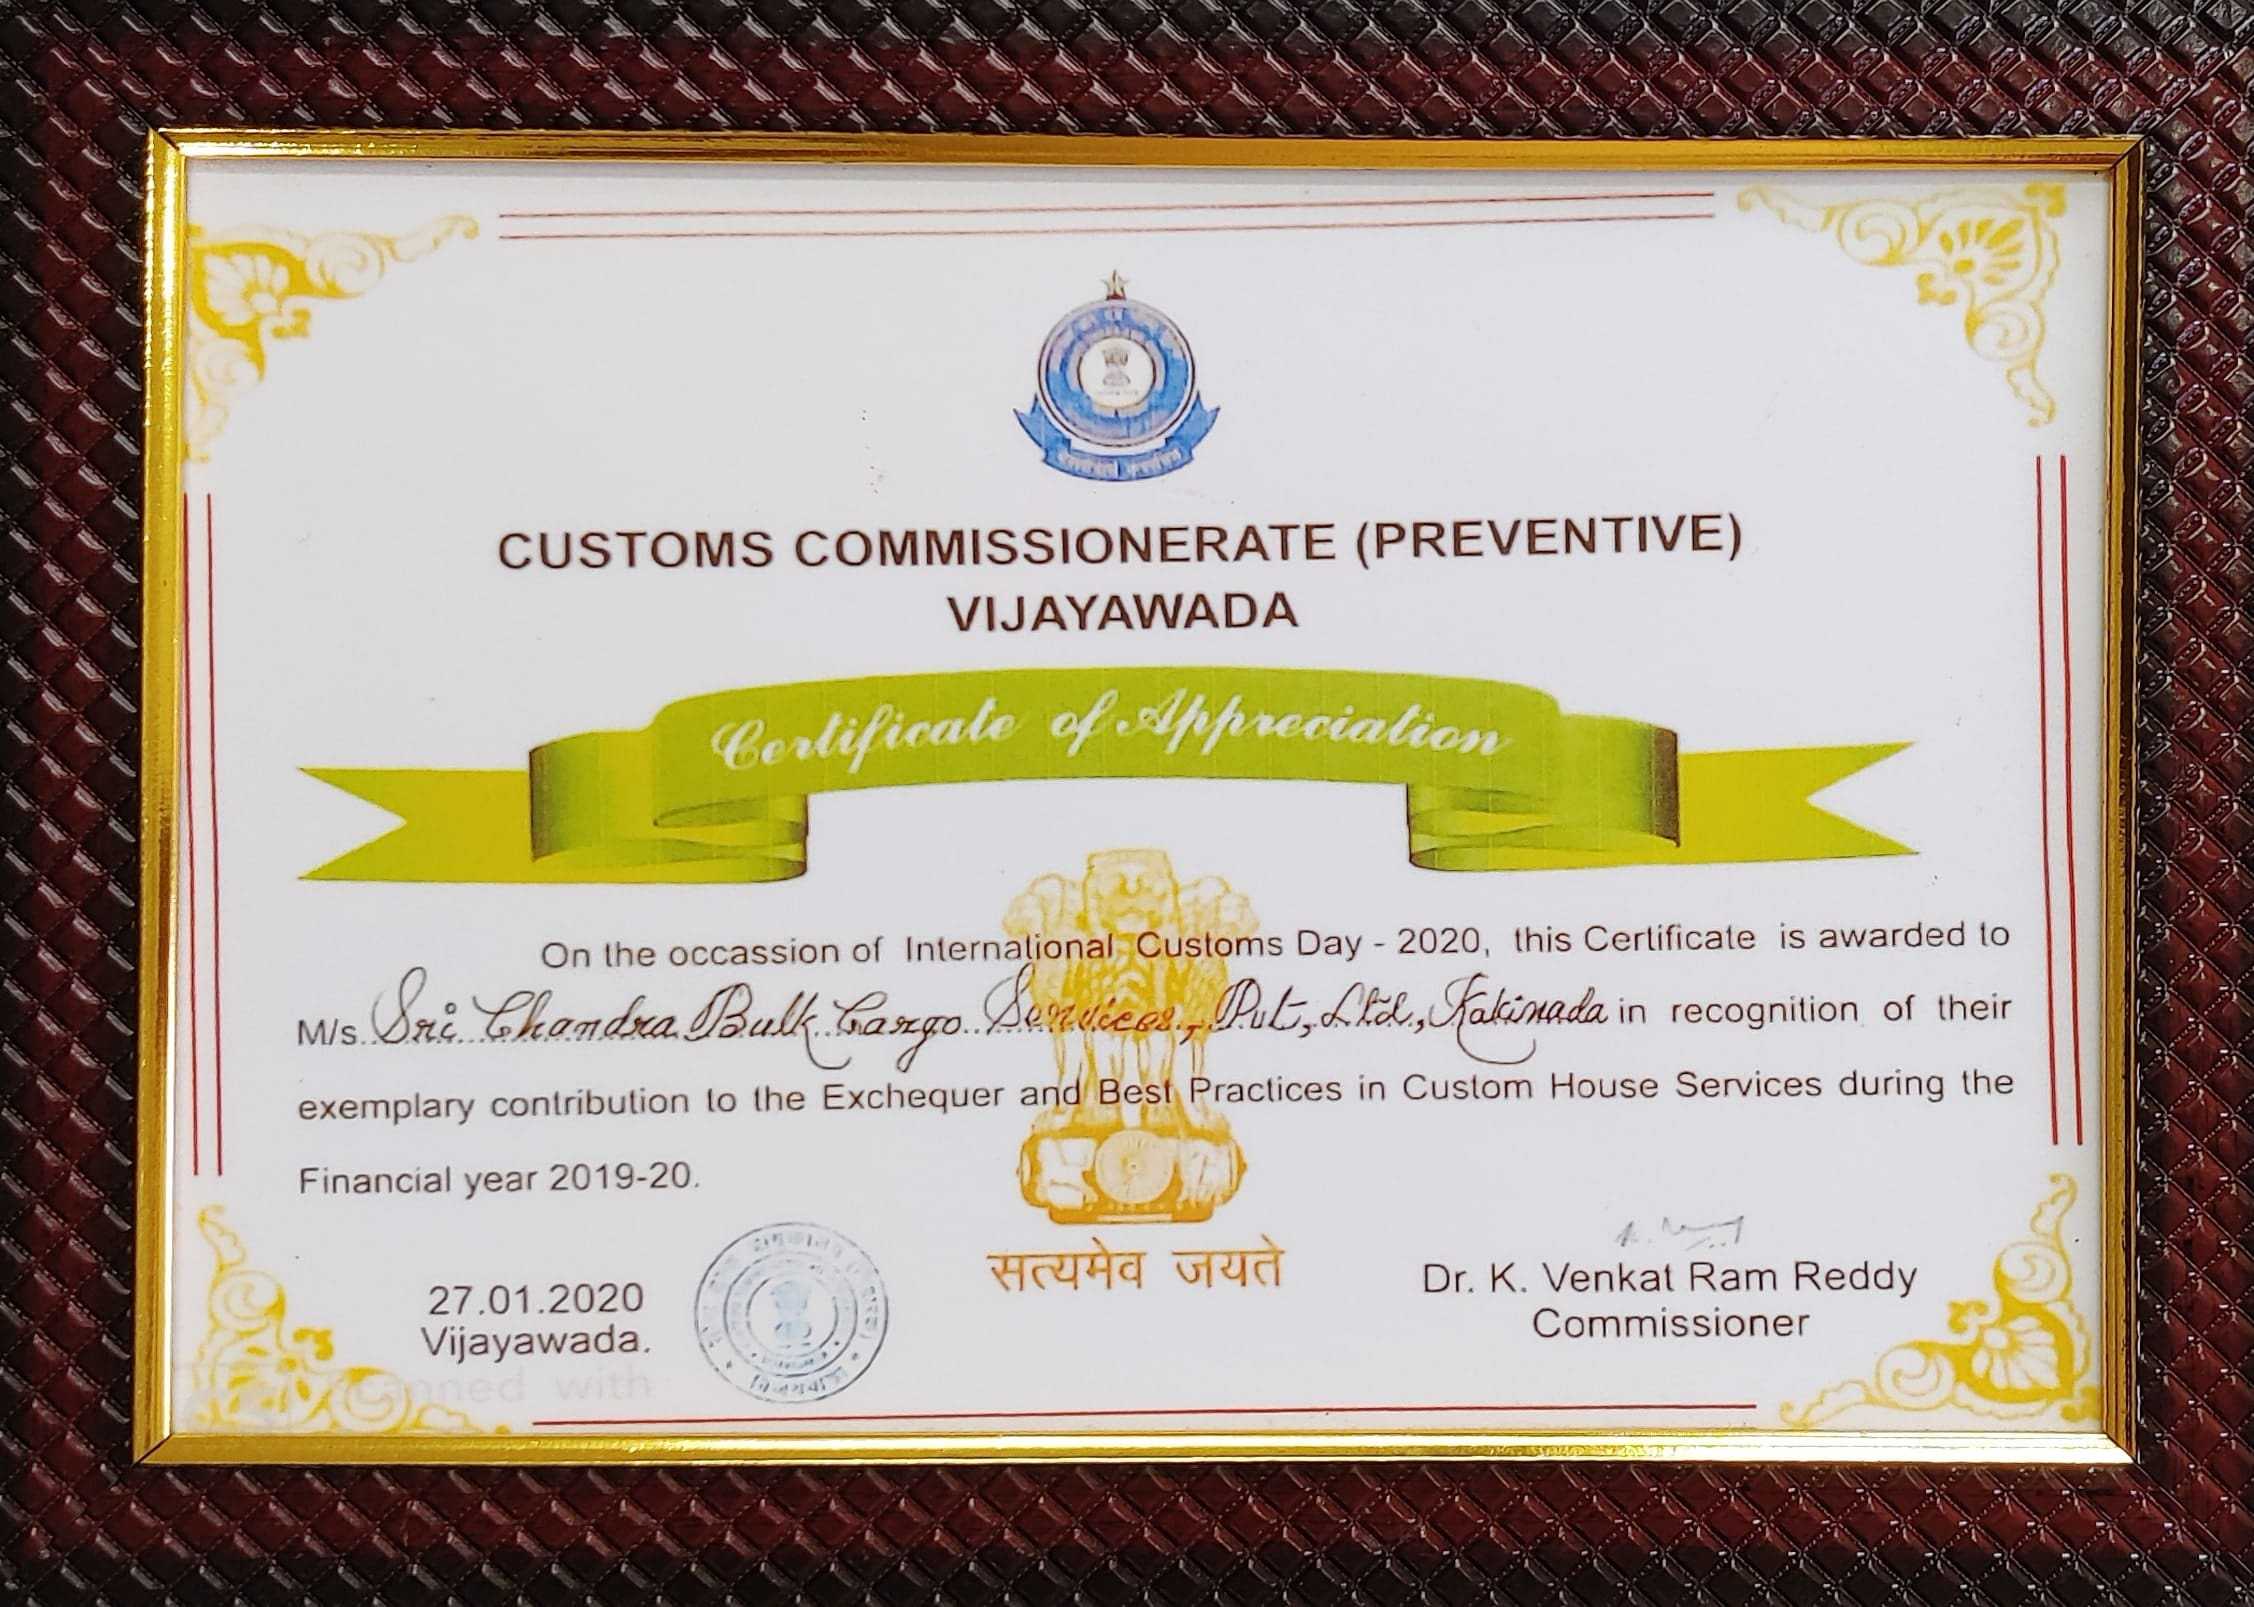 CUSTOMS COMMISSIONERATE (PREVENTIVE)
VIJAYAWADA
Certificate of Appreciation
On the occassion of International Customs Day - 2020, this Certificate is awarded to
M/s. Sri Chandra Bulk Cargo Services, Pvt, Ltd., Kakinada in recognition of their
exemplary contribution to the Exchequer and Best Practices in Custom House Services during the
Financial year 2019-20.
सत्यमेव जयते
27.01.2020
Vijayawada.
Dr. K. Venkat Ram Reddy
Commissioner
Scanned with